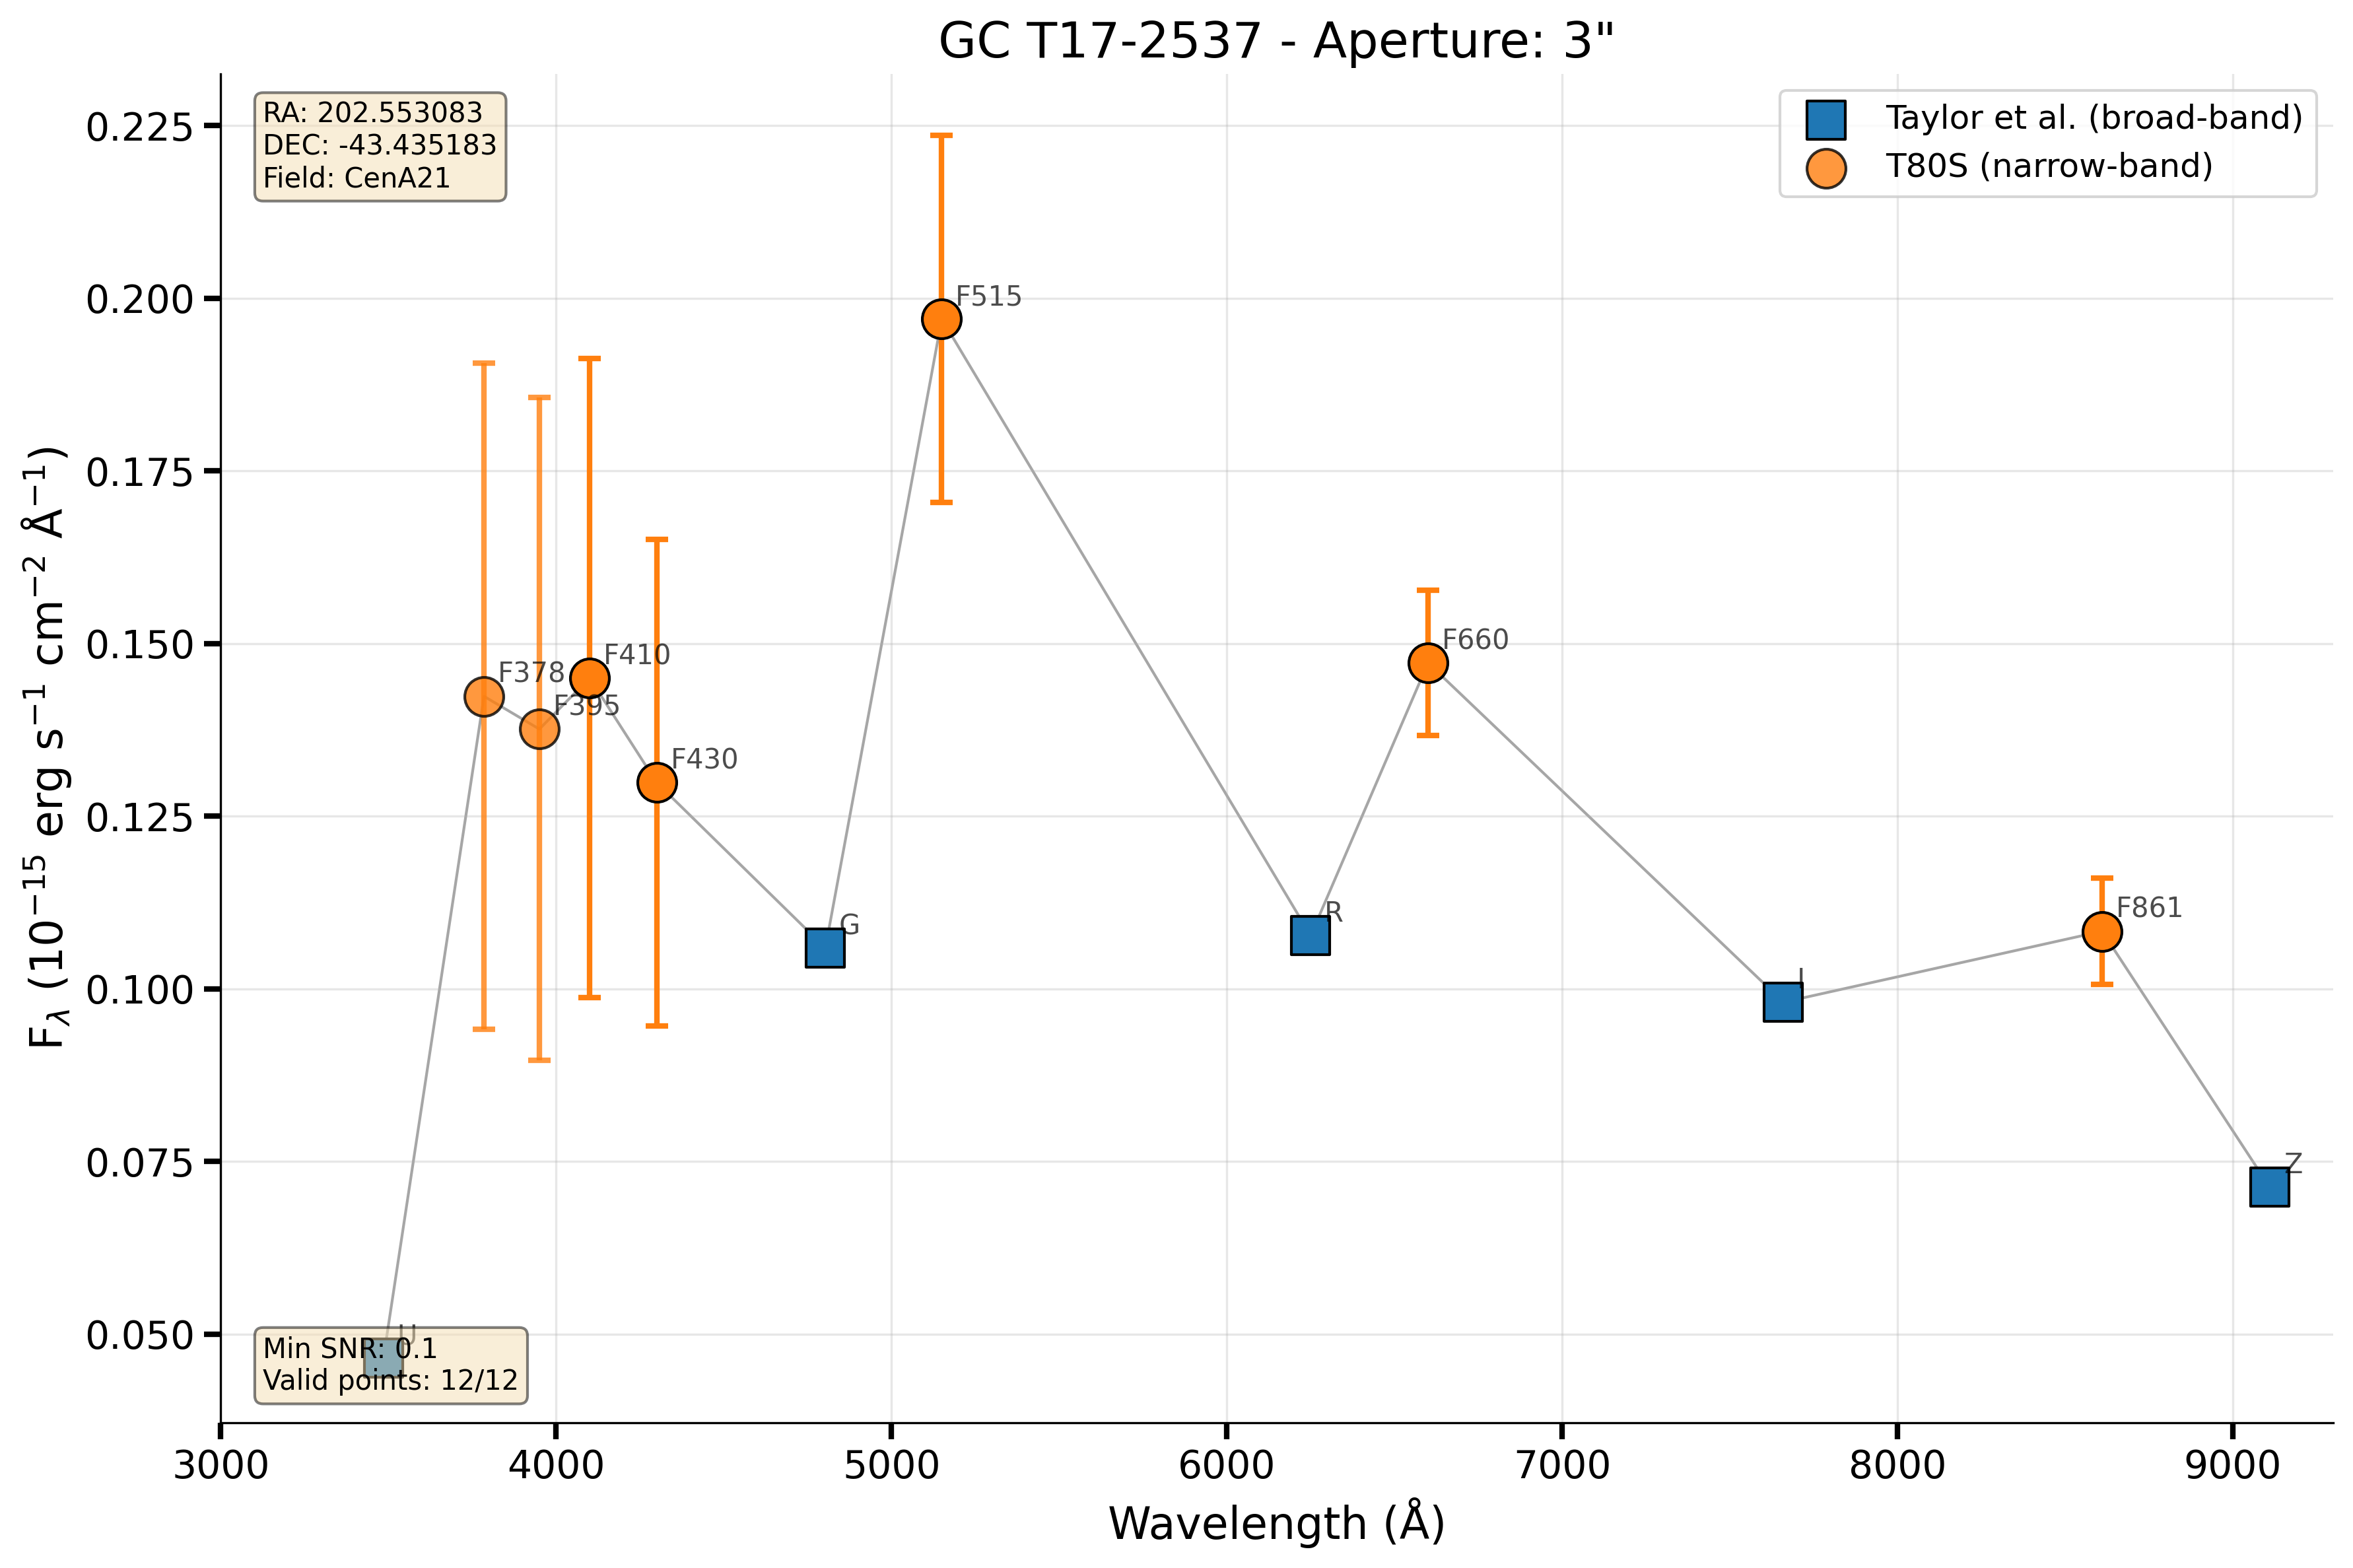 GC T17-2537 - Aperture: 3"
RA: 202.553083
DEC: -43.435183
Field: CenA21
Taylor et al. (broad-band)
T80S (narrow-band)
F$_λ$ (10$^{−15}$ erg s$^{−1}$ cm$^{−2}$ Å$^{−1}$)
0.225
0.200
0.175
0.150
0.125
0.100
0.075
0.050
F515
F410
F378
F395
F660
F430
G
R
F861
I
Z
U
Min SNR: 0.1
Valid points: 12/12
3000 4000 5000 6000 7000 8000 9000
Wavelength (Å)